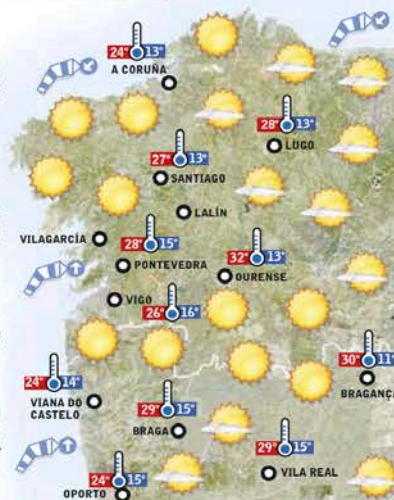 24° 13°
A CORUÑA
28° 13°
LUGO
27° 13°
SANTIAGO
LALÍN
VILAGARCÍA
28° 15°
PONTEVEDRA
32° 13°
OURENSE
VIGO
26° 16°
30° 11°
BRAGANÇA
24° 14°
VIANA DO
CASTELO
29° 15°
BRAGA
29° 15°
VILA REAL
24° 15°
OPORTO